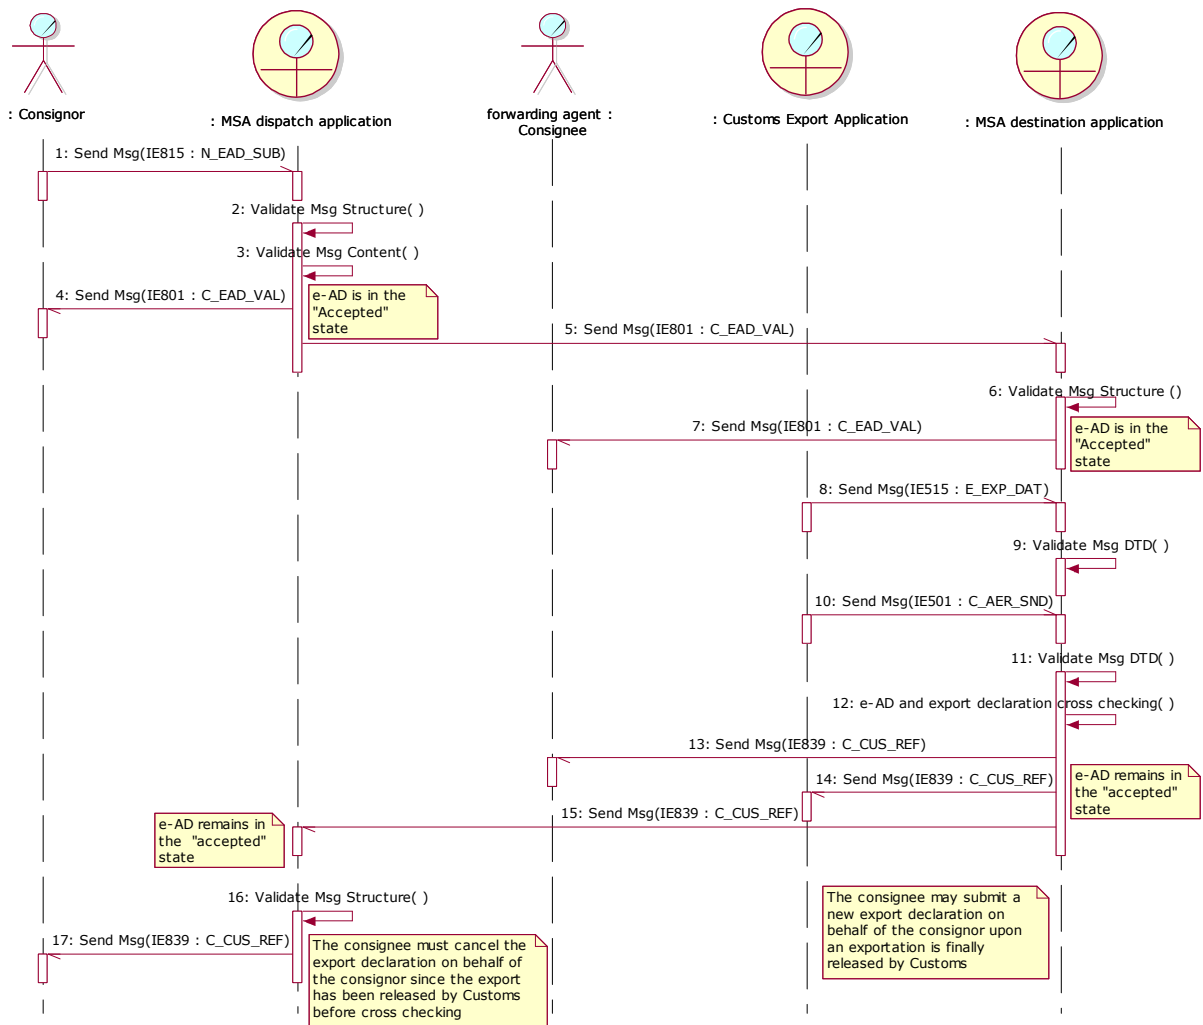 : Consignor
: MSA dispatch application
forwarding agent :
Consignee
: Customs Export Application
: MSA destination application
1: Send Msg(IE815 : N_EAD_SUB)
2: Validate Msg Structure( )
3: Validate Msg Content( )
4: Send Msg(IE801 : C_EAD_VAL)
e-AD is in the
"Accepted"
state
5: Send Msg(IE801 : C_EAD_VAL)
6: Validate Msg Structure ()
7: Send Msg(IE801 : C_EAD_VAL)
e-AD is in the
"Accepted"
state
8: Send Msg(IE515 : E_EXP_DAT)
9: Validate Msg DTD( )
10: Send Msg(IE501 : C_AER_SND)
11: Validate Msg DTD( )
12: e-AD and export declaration cross checking( )
13: Send Msg(IE839 : C_CUS_REF)
14: Send Msg(IE839 : C_CUS_REF)
e-AD remains in
the "accepted"
state
15: Send Msg(IE839 : C_CUS_REF)
e-AD remains in
the "accepted"
state
16: Validate Msg Structure( )
17: Send Msg(IE839 : C_CUS_REF)
The consignee must cancel the
export declaration on behalf of
the consignor since the export
has been released by Customs
before cross checking
The consignee may submit a
new export declaration on
behalf of the consignor upon
an exportation is finally
released by Customs